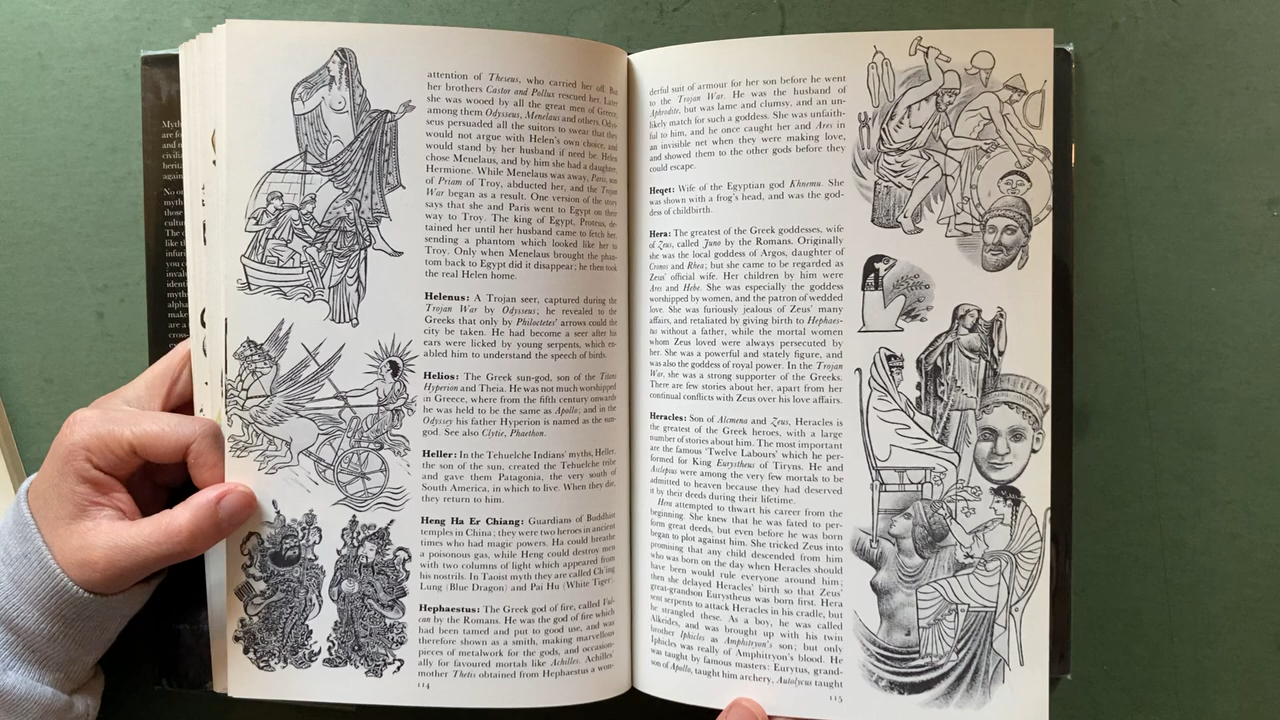 Myth
are fo
and n
civilia
herita
again
No or
myth
those
cultu
The c
like th
infuri
you c
invalu
identi
myths
alpha
make
are a
cross-
attention of Theseus, who carried her off. But
her brothers Castor and Pollux rescued her. Later
she was wooed by all the great men of Greece,
among them Odysseus, Menelaus and others. Odys-
seus persuaded all the suitors to swear that they
would not argue with Helen's own choice, and
would stand by her husband if need be. Helen
chose Menelaus, and by him she had a daughter,
Hermione. While Menelaus was away, Paris, son
of Priam of Troy, abducted her, and the Trojan
War began as a result. One version of the story
says that she and Paris went to Egypt on their
way to Troy. The king of Egypt, Proteus, de-
tained her until her husband came to fetch her,
sending a phantom which looked like her to
Troy. Only when Menelaus brought the phan-
tom back to Egypt did it disappear; he then took
the real Helen home.
Helenus: A Trojan seer, captured during the
Trojan War by Odysseus; he revealed to the
Greeks that only by Philoctetes' arrows could the
city be taken. He had become a seer after his
ears were licked by young serpents, which en-
abled him to understand the speech of birds.
Helios: The Greek sun-god, son of the Titans
Hyperion and Theia. He was not much worshipped
in Greece, where from the fifth century onwards
he was held to be the same as Apollo; and in the
Odyssey his father Hyperion is named as the sun-
god. See also Clytie, Phaethon.
Heller: In the Tehuelche Indians' myths, Heller,
the son of the sun, created the Tehuelche tribe
and gave them Patagonia, the very south of
South America, in which to live. When they die,
they return to him.
Heng Ha Er Chiang: Guardians of Buddhist
temples in China; they were two heroes in ancient
times who had magic powers. Ha could breathe
a poisonous gas, while Heng could destroy men
with two columns of light which appeared from
his nostrils. In Taoist myth they are called Ch'ing
Lung (Blue Dragon) and Pai Hu (White Tiger).
Hephaestus: The Greek god of fire, called Vul-
can by the Romans. He was the god of fire which
had been tamed and put to good use, and was
therefore shown as a smith, making marvellous
pieces of metalwork for the gods, and occasion-
ally for favoured mortals like Achilles. Achilles'
mother Thetis obtained from Hephaestus a won-
114
derful suit of armour for her son before he went
to the Trojan War. He was the husband of
Aphrodite, but was lame and clumsy, and an un-
likely match for such a goddess. She was unfaith-
ful to him, and he once caught her and Ares in
an invisible net when they were making love,
and showed them to the other gods before they
could escape.
Heqet: Wife of the Egyptian god Khnemu. She
was shown with a frog's head, and was the god-
dess of childbirth.
Hera: The greatest of the Greek goddesses, wife
of Zeus, called Juno by the Romans. Originally
she was the local goddess of Argos, daughter of
Cronos and Rhea; but she came to be regarded as
Zeus' official wife. Her children by him were
Ares and Hebe. She was especially the goddess
worshipped by women, and the patron of wedded
love. She was furiously jealous of Zeus' many
affairs, and retaliated by giving birth to Hephaes-
tus without a father, while the mortal women
whom Zeus loved were always persecuted by
her. She was a powerful and stately figure, and
was also the goddess of royal power. In the Trojan
War, she was a strong supporter of the Greeks.
There are few stories about her, apart from her
continual conflicts with Zeus over his love affairs.
Heracles: Son of Alcmena and Zeus, Heracles is
the greatest of the Greek heroes, with a large
number of stories about him. The most important
are the famous 'Twelve Labours' which he per-
formed for King Eurystheus of Tiryns. He and
Asclepius were among the very few mortals to be
admitted to heaven because they had deserved
it by their deeds during their lifetime.
Hera attempted to thwart his career from the
beginning. She knew that he was fated to per-
form great deeds, but even before he was born
began to plot against him. She tricked Zeus into
promising that any child descended from him
who was born on the day when Heracles should
have been would rule everyone around him;
then she delayed Heracles' birth so that Zeus'
great-grandson Eurystheus was born first. Hera
sent serpents to attack Heracles in his cradle, but
he strangled these. As a boy, he was called
Alkeides, and was brought up with his twin
brother Iphicles as Amphitryon's son; but only
Iphicles was really of Amphitryon's blood. He
was taught by famous masters: Eurytus, grand-
son of Apollo, taught him archery, Autolycus taught
115